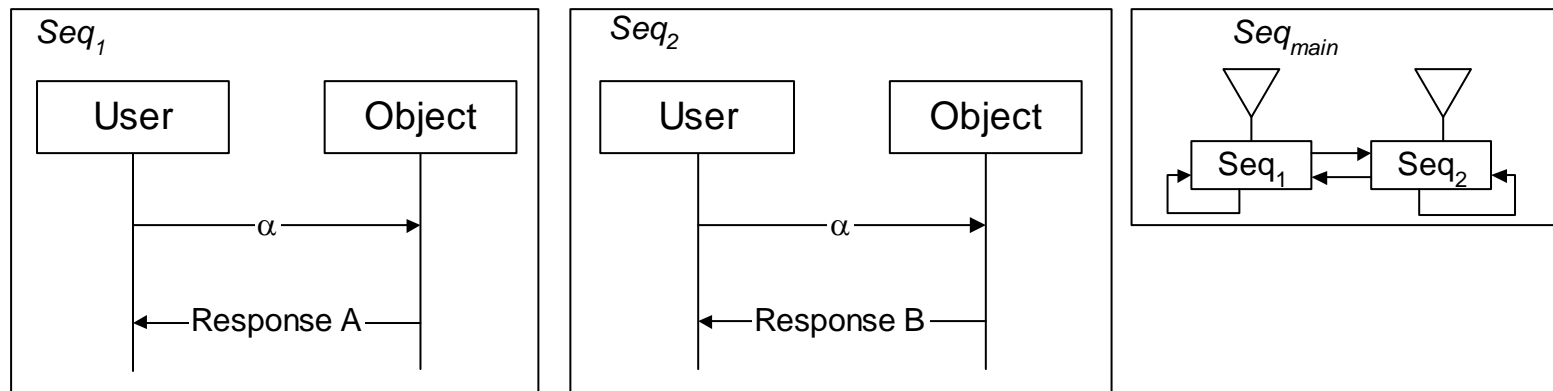 Seq1
User
Object
α
Response A
Seq2
User
Object
α
Response B
Seqmain
Seq1
Seq2